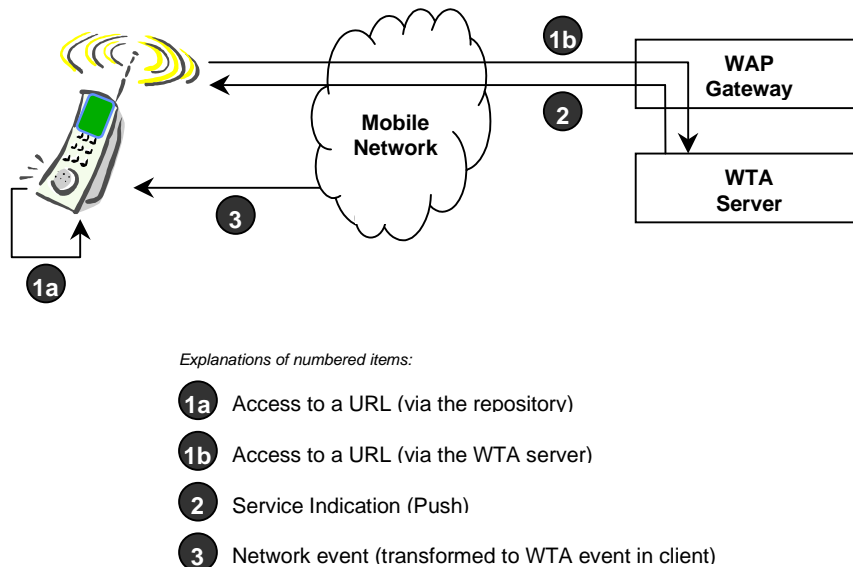 1b
WAP
Gateway
2
Mobile
Network
WTA
Server
3
1a
Explanations of numbered items:
1a Access to a URL (via the repository)
1b Access to a URL (via the WTA server)
2 Service Indication (Push)
3 Network event (transformed to WTA event in client)